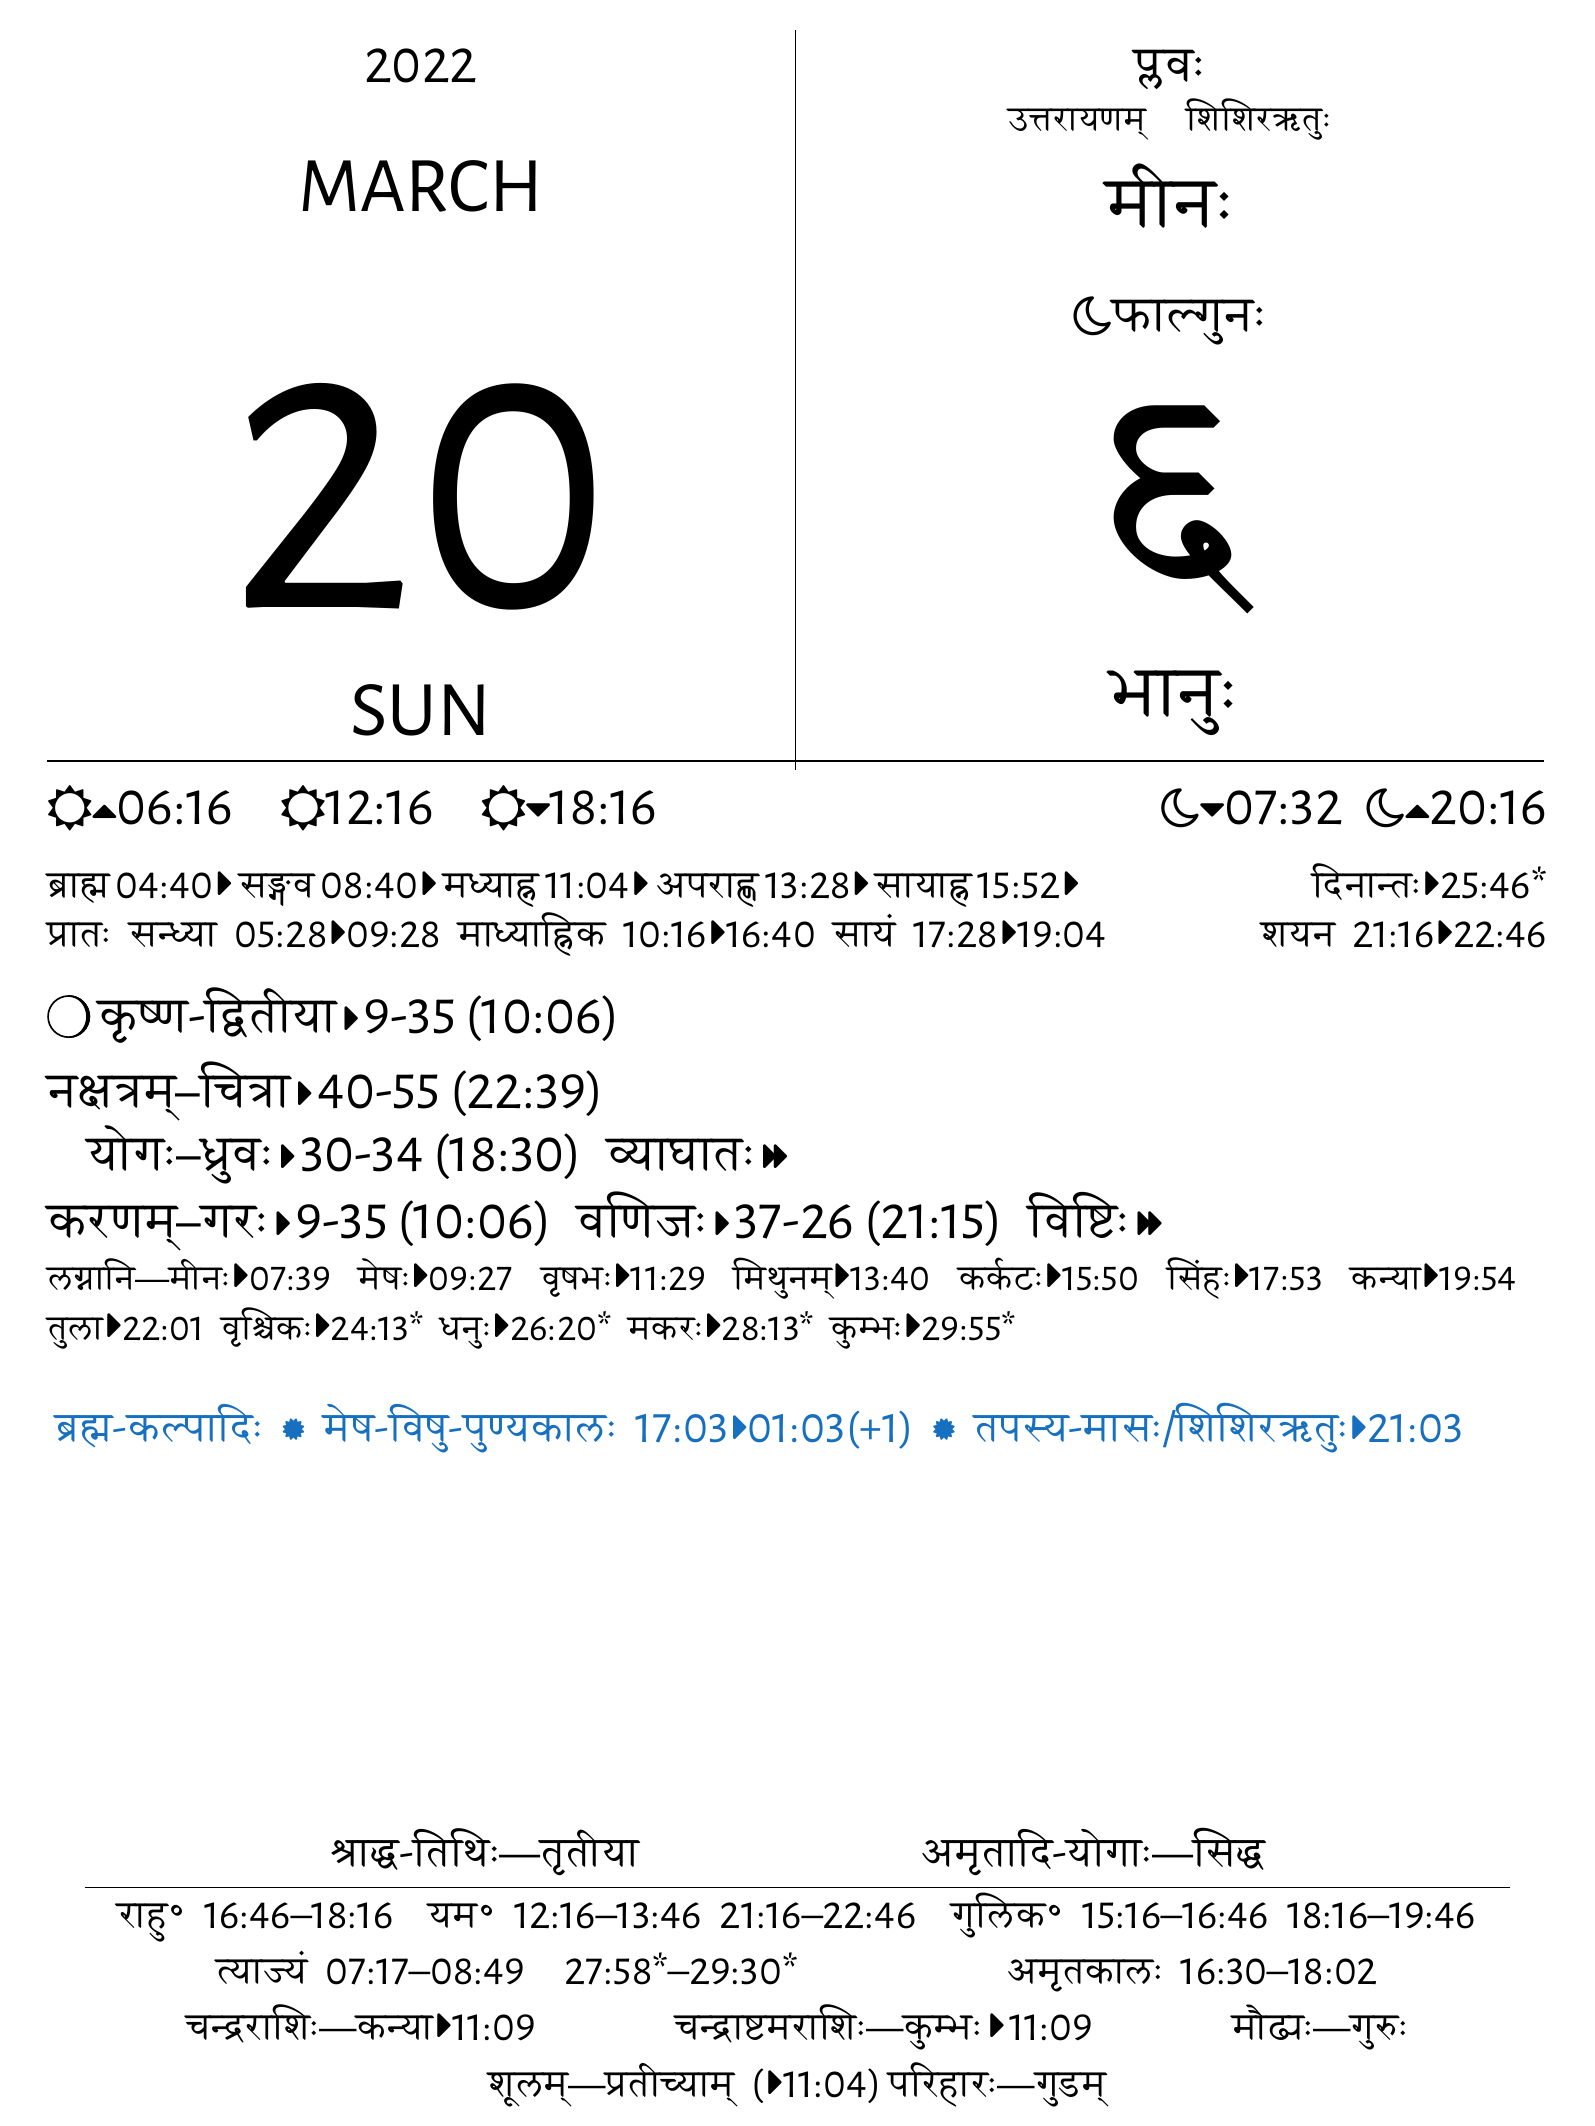 2022
MARCH
20
SUN
प्लवः
उत्तरायणम् शिशिरऋतुः
मीनः
फाल्गुनः
६
भानुः
06:16 12:16 18:16 07:32 20:16
ब्राह्म 04:40 सङ्गव 08:40 मध्याह्न 11:04 अपराह्ण 13:28 सायाह्न 15:52 दिनान्तः 25:46*
प्रातः सन्ध्या 05:28 09:28 माध्याह्निक 10:16 16:40 सायं 17:28 19:04 शयन 21:16 22:46
कृष्ण-द्वितीया 9-35 (10:06)
नक्षत्रम्–चित्रा 40-55 (22:39)
योगः–ध्रुवः 30-34 (18:30) व्याघातः
करणम्–गरः 9-35 (10:06) वणिजः 37-26 (21:15) विष्टिः
लग्नानि—मीनः 07:39 मेषः 09:27 वृषभः 11:29 मिथुनम् 13:40 कर्कटः 15:50 सिंहः 17:53 कन्या 19:54
तुला 22:01 वृश्चिकः 24:13* धनुः 26:20* मकरः 28:13* कुम्भः 29:55*
ब्रह्म-कल्पादिः ✹ मेष-विषु-पुण्यकालः 17:03 01:03(+1) ✹ तपस्य-मासः/शिशिरऋतुः 21:03
श्राद्ध-तिथिः—तृतीया अमृतादि-योगाः—सिद्ध
राहु॰ 16:46–18:16 यम॰ 12:16–13:46 21:16–22:46 गुलिक॰ 15:16–16:46 18:16–19:46
त्याज्यं 07:17–08:49 27:58*–29:30* अमृतकालः 16:30–18:02
चन्द्रराशिः—कन्या 11:09 चन्द्राष्टमराशिः—कुम्भः 11:09 मौढ्यः—गुरुः
शूलम्—प्रतीच्याम् ( 11:04) परिहारः—गुडम्